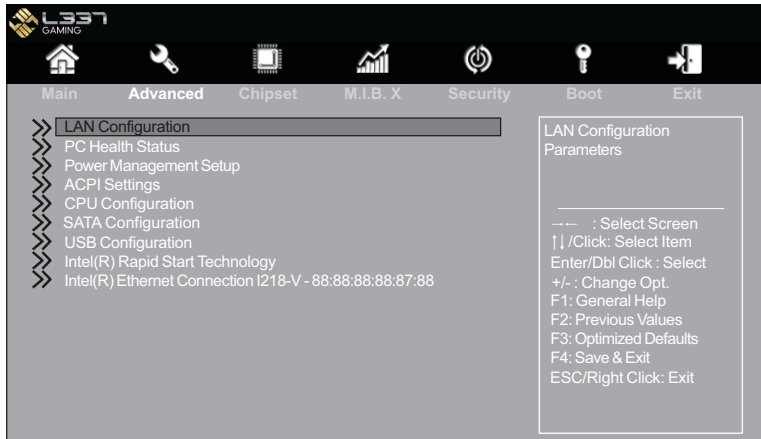 L337
GAMING
Main Advanced Chipset M.I.B. X Security Boot Exit
LAN Configuration
PC Health Status
Power Management Setup
ACPI Settings
CPU Configuration
SATA Configuration
USB Configuration
Intel(R) Rapid Start Technology
Intel(R) Ethernet Connection I218-V - 88:88:88:88:87:88
LAN Configuration
Parameters
→← : Select Screen
↑↓/Click: Select Item
Enter/Dbl Click : Select
+/- : Change Opt.
F1: General Help
F2: Previous Values
F3: Optimized Defaults
F4: Save & Exit
ESC/Right Click: Exit